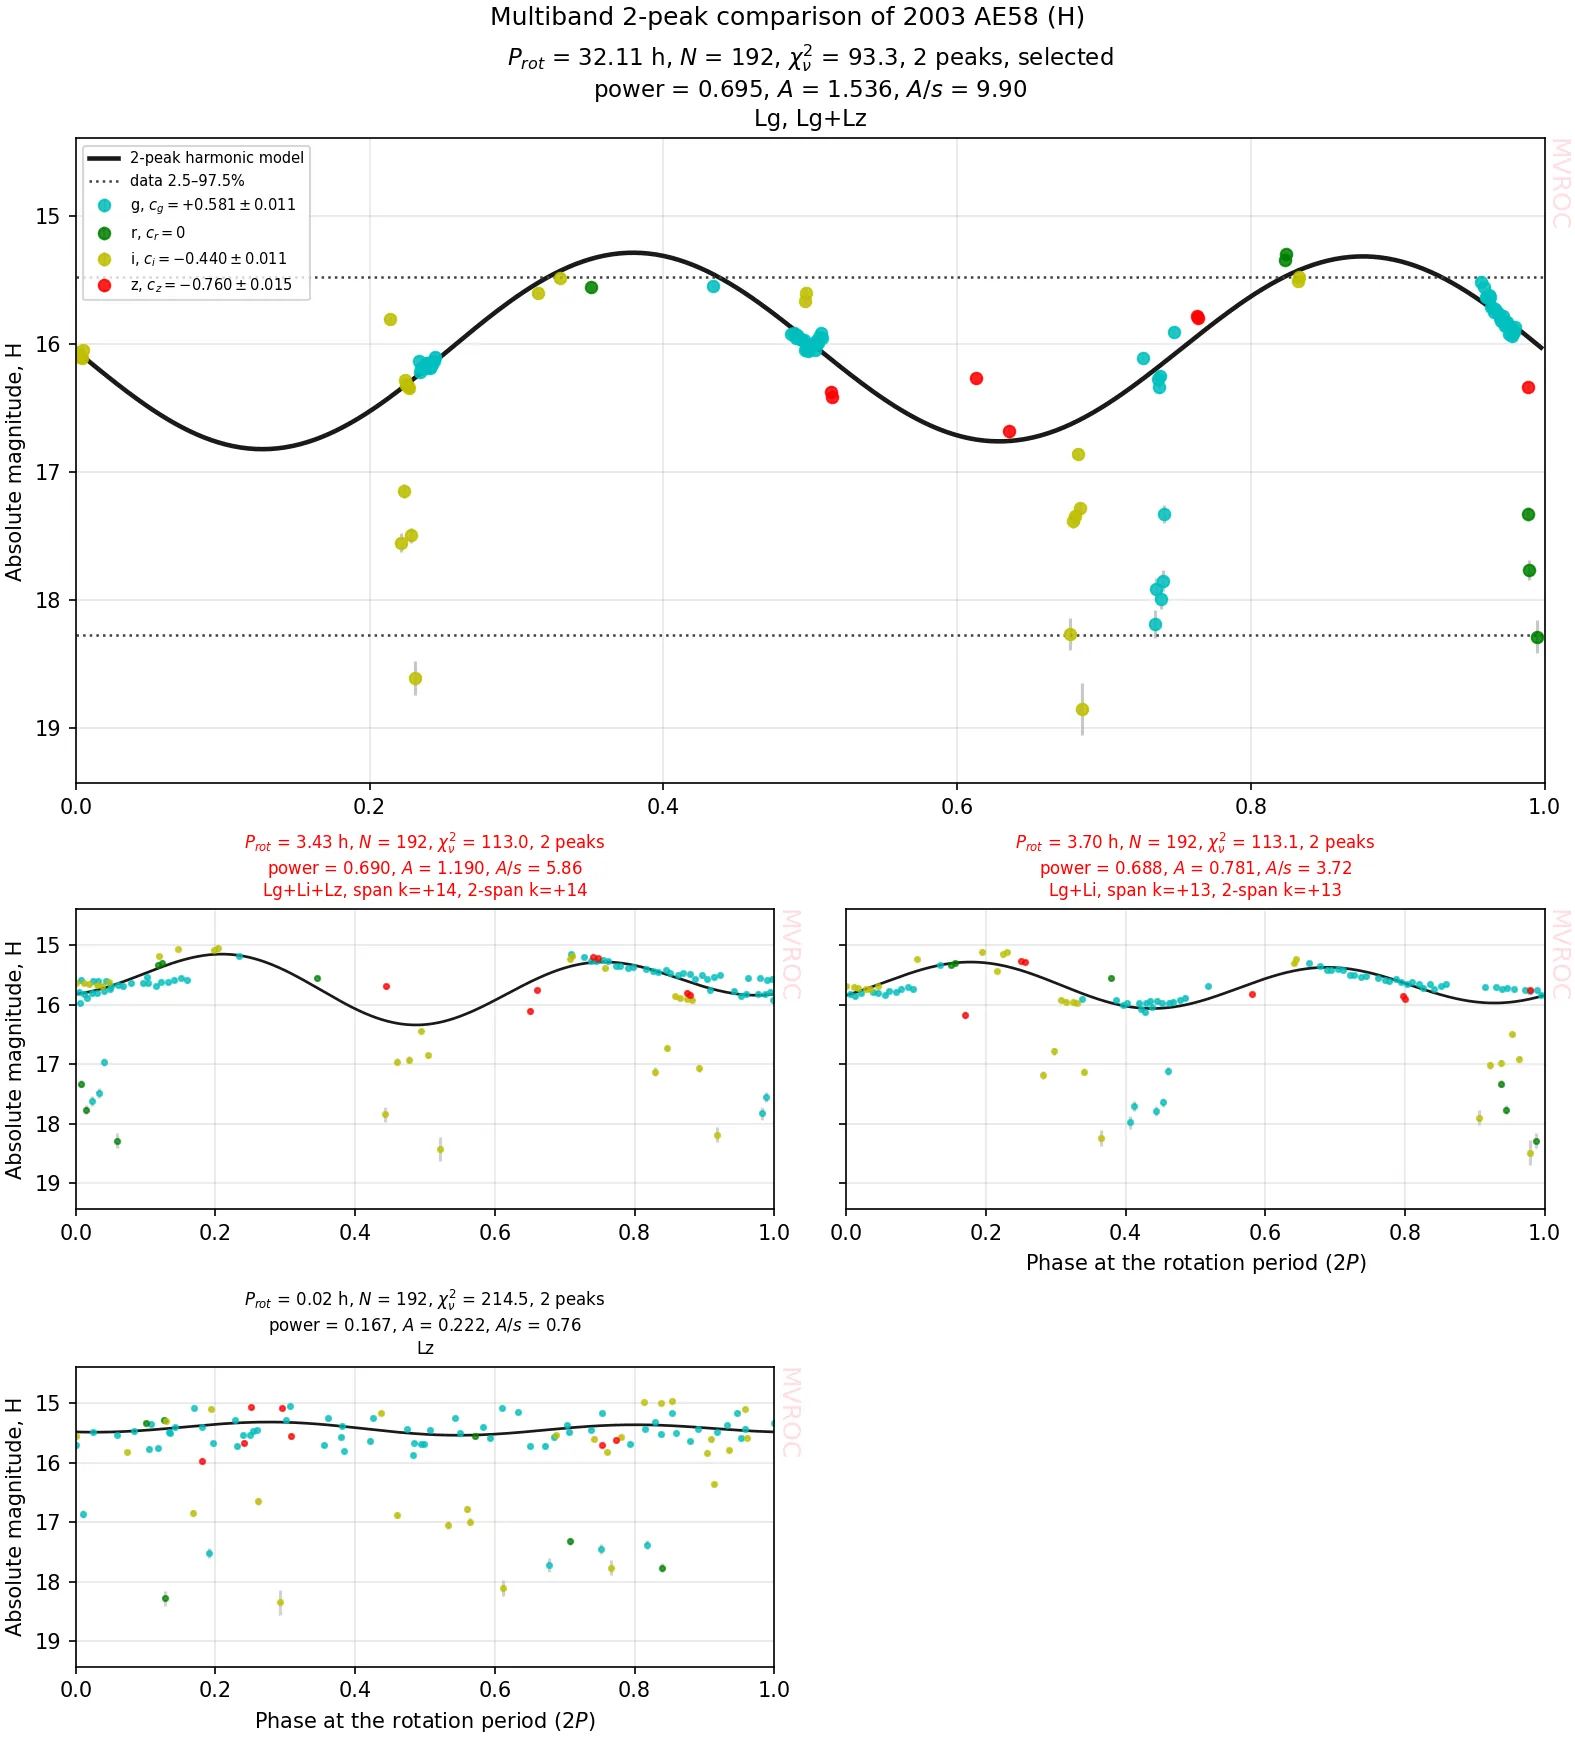 Multiband 2-peak comparison of 2003 AE58 (H)
P_rot = 32.11 h, N = 192, χ²_ν = 93.3, 2 peaks, selected
power = 0.695, A = 1.536, A/s = 9.90
Lg, Lg+Lz
2-peak harmonic model
data 2.5–97.5%
g, c_g = +0.581 ± 0.011
r, c_r = 0
i, c_i = −0.440 ± 0.011
z, c_z = −0.760 ± 0.015
MVROC
Absolute magnitude, H
15
16
17
18
19
0.0 0.2 0.4 0.6 0.8 1.0
P_rot = 3.43 h, N = 192, χ²_ν = 113.0, 2 peaks
power = 0.690, A = 1.190, A/s = 5.86
Lg+Li+Lz, span k=+14, 2-span k=+14
MVROC
Absolute magnitude, H
15
16
17
18
19
0.0 0.2 0.4 0.6 0.8 1.0
P_rot = 3.70 h, N = 192, χ²_ν = 113.1, 2 peaks
power = 0.688, A = 0.781, A/s = 3.72
Lg+Li, span k=+13, 2-span k=+13
MVROC
0.0 0.2 0.4 0.6 0.8 1.0
Phase at the rotation period (2P)
P_rot = 0.02 h, N = 192, χ²_ν = 214.5, 2 peaks
power = 0.167, A = 0.222, A/s = 0.76
Lz
MVROC
Absolute magnitude, H
15
16
17
18
19
0.0 0.2 0.4 0.6 0.8 1.0
Phase at the rotation period (2P)